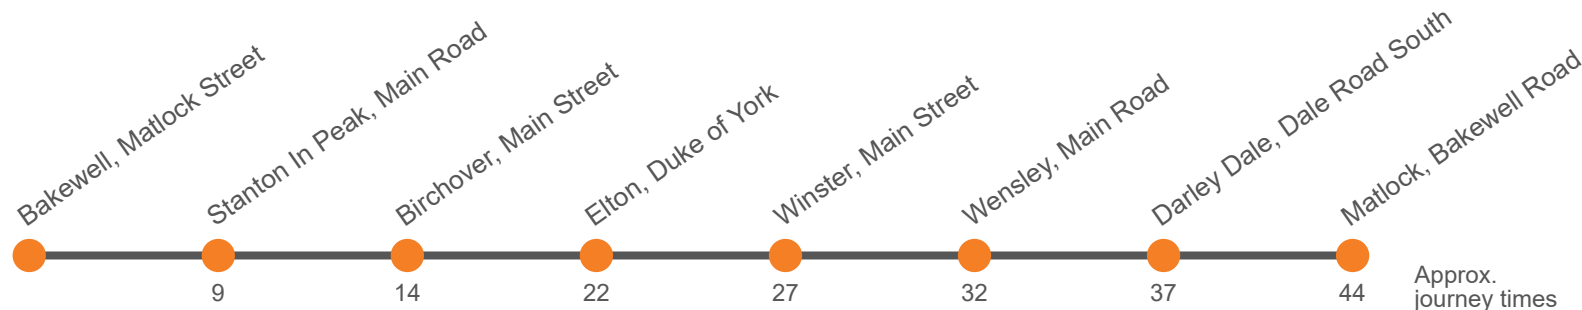 Bakewell, Matlock Street
Stanton In Peak, Main Road
Birchover, Main Street
Elton, Duke of York
Winster, Main Street
Wensley, Main Road
Darley Dale, Dale Road South
Matlock, Bakewell Road
9
14
22
27
32
37
44
Approx.
journey times